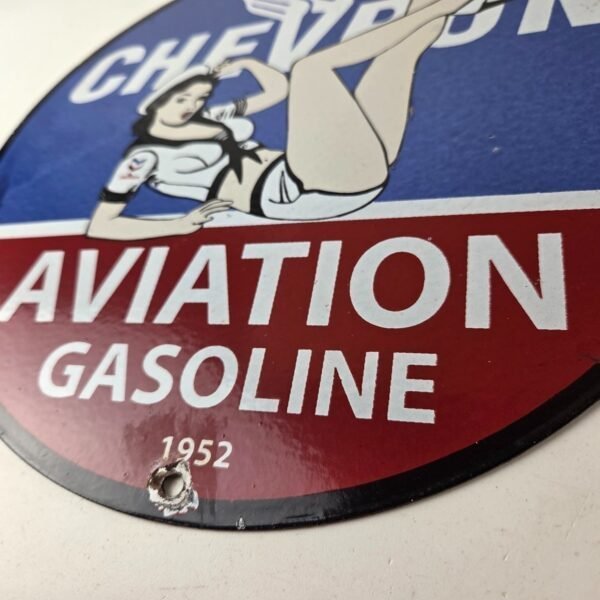 CHEVRON
AVIATION
GASOLINE
1952